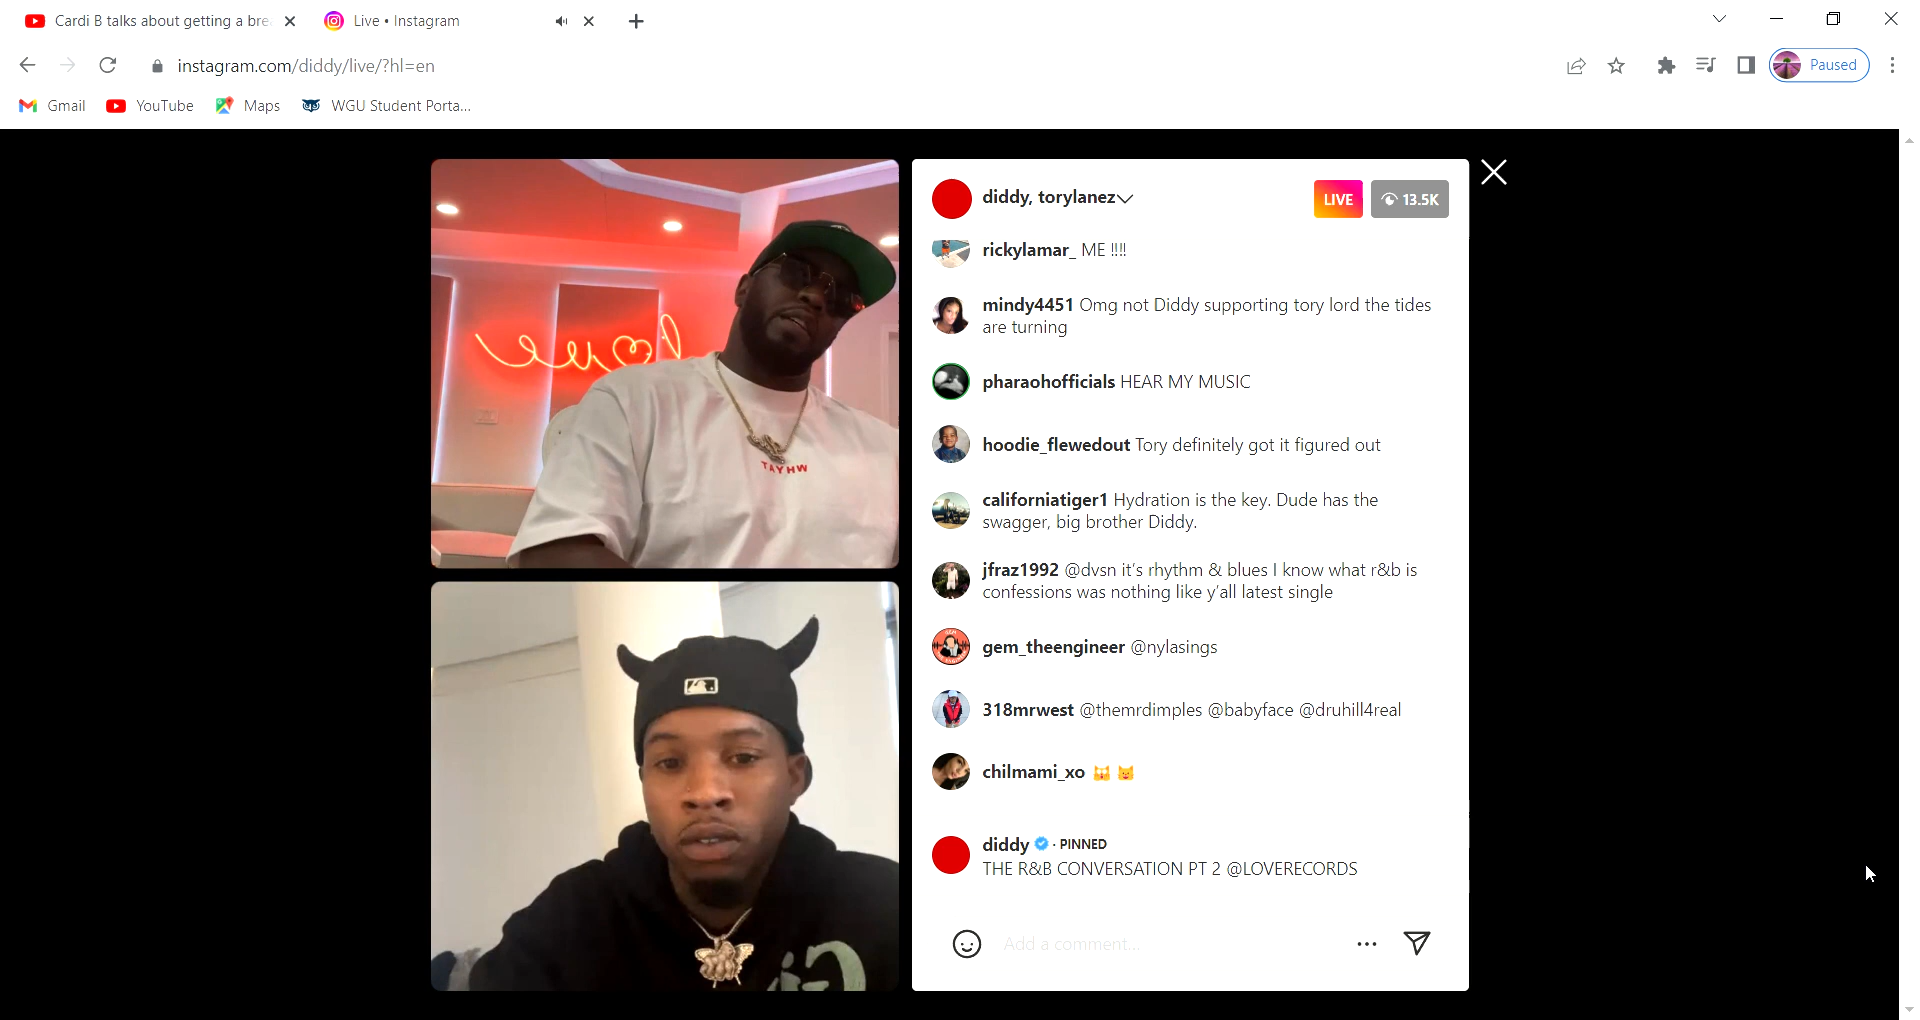 Cardi B talks about getting a bre
Live • Instagram
instagram.com/diddy/live/?hl=en
Paused
Gmail
YouTube
Maps
WGU Student Porta...
love
TAYHW
diddy, torylanez
LIVE
13.5K
rickylamar_ ME !!!!
mindy4451 Omg not Diddy supporting tory lord the tides
are turning
pharaohofficials HEAR MY MUSIC
hoodie_flewedout Tory definitely got it figured out
californiatiger1 Hydration is the key. Dude has the
swagger, big brother Diddy.
jfraz1992 @dvsn it's rhythm & blues I know what r&b is
confessions was nothing like y'all latest single
gem_theengineer @nylasings
318mrwest @themrdimples @babyface @druhill4real
chilmami_xo 🙀 😺
diddy · PINNED
THE R&B CONVERSATION PT 2 @LOVERECORDS
Add a comment...